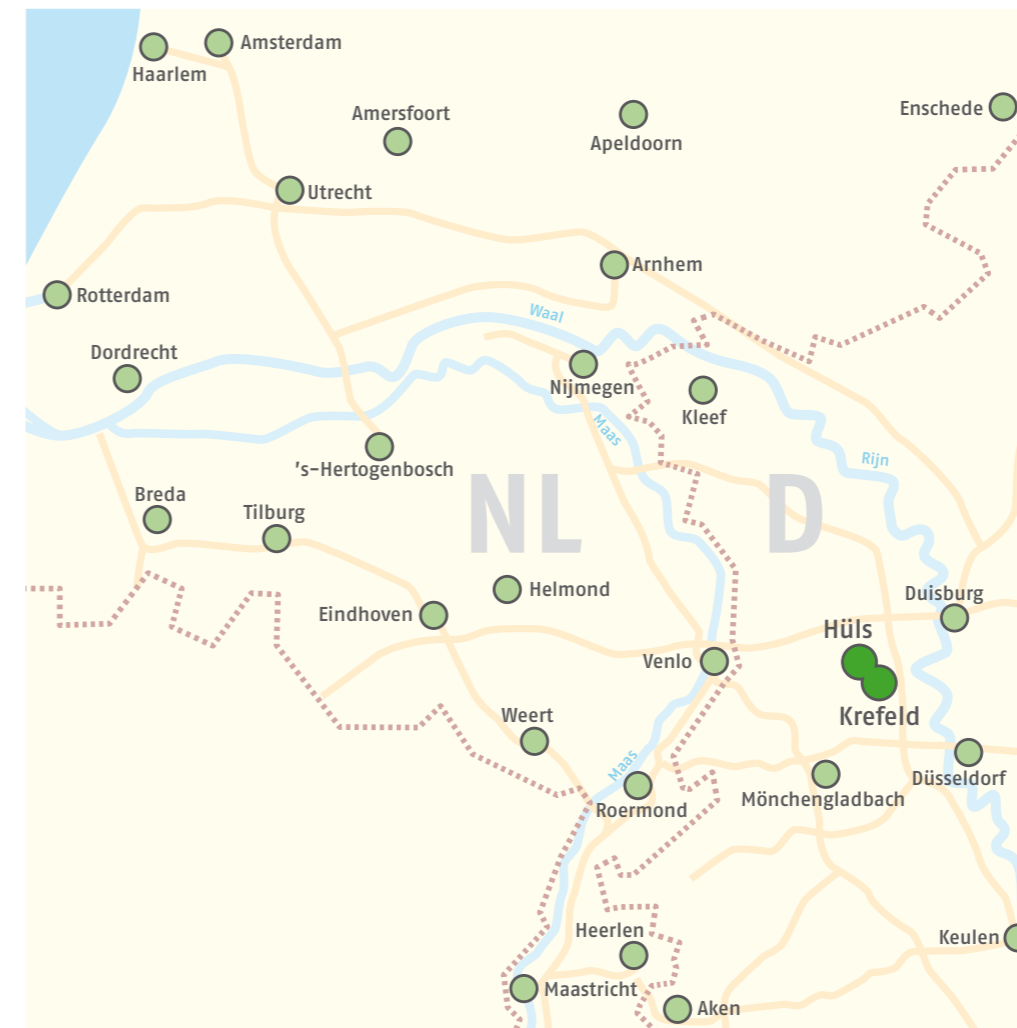 Amsterdam
Haarlem
Amersfoort
Apeldoorn
Enschede
Utrecht
Arnhem
Rotterdam
Waal
Dordrecht
Nijmegen
Kleef
Maas
's-Hertogenbosch
Rijn
NL
D
Breda
Tilburg
Helmond
Eindhoven
Duisburg
Hüls
Venlo
Krefeld
Weert
Maas
Düsseldorf
Mönchengladbach
Roermond
Heerlen
Keulen
Maastricht
Aken